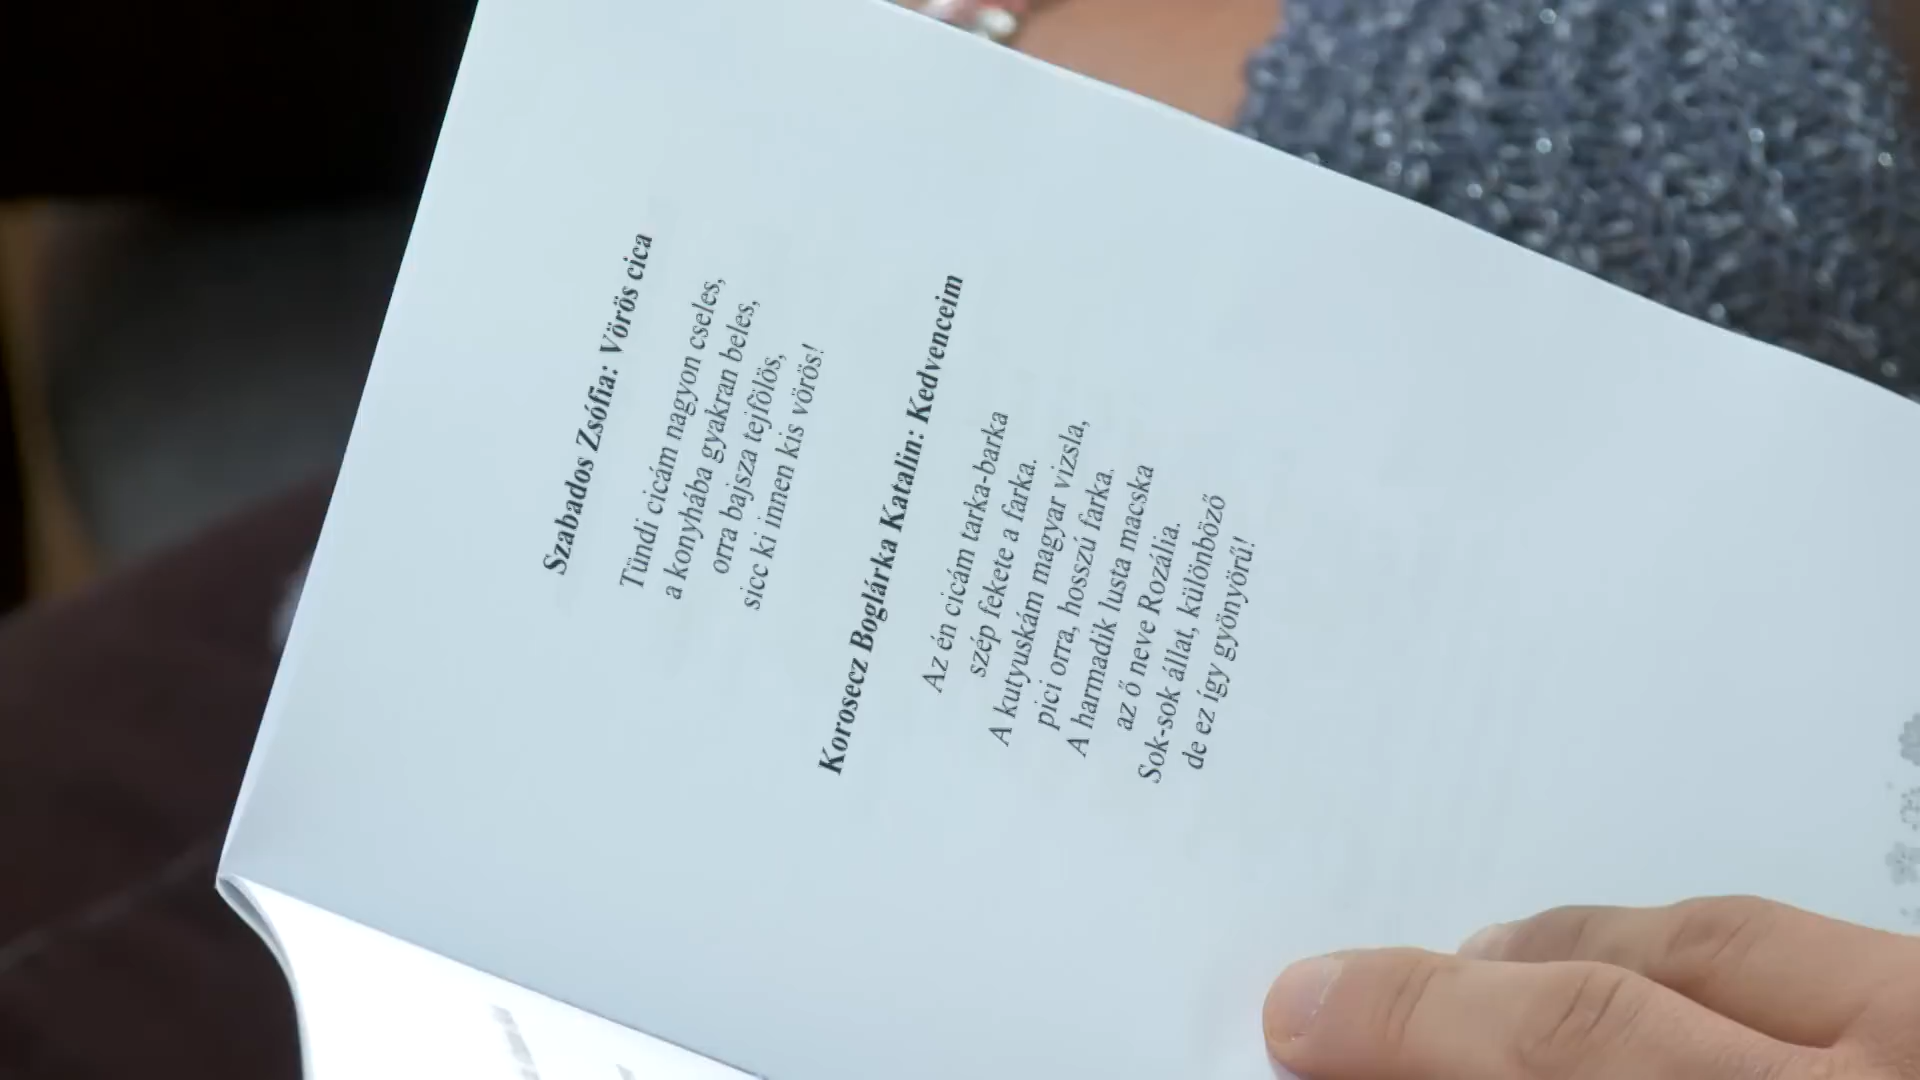 Szabados Zsófia: Vörös cica
Tündi cicám nagyon cseles,
a konyhába gyakran beles,
orra bajsza tejfölös,
sicc ki innen kis vörös!
Korosecz Boglárka Katalin: Kedvenceim
Az én cicám tarka-barka
szép fekete a farka.
A kutyuskám magyar vizsla,
pici orra, hosszú farka.
A harmadik lusta macska
az ő neve Rozália.
Sok-sok állat, különböző
de ez így gyönyörű!